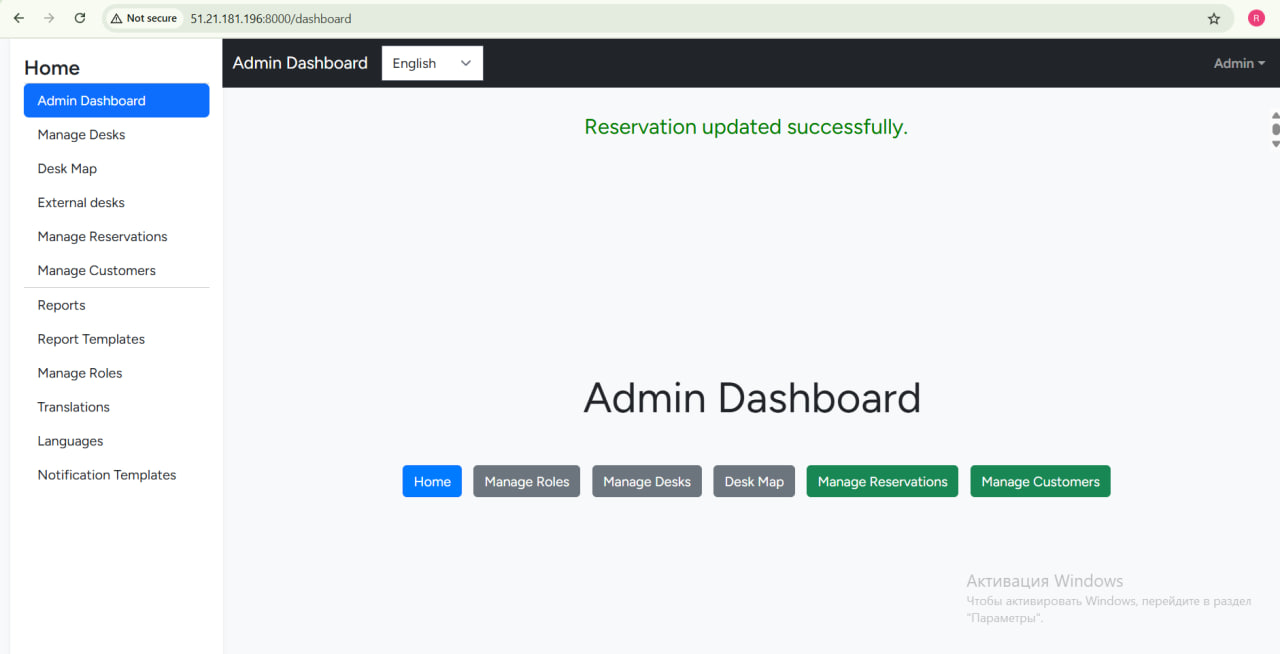 Not secure 51.21.181.196:8000/dashboard
R
Home
Admin Dashboard
Manage Desks
Desk Map
External desks
Manage Reservations
Manage Customers
Reports
Report Templates
Manage Roles
Translations
Languages
Notification Templates
Admin Dashboard English Admin
Reservation updated successfully.
Admin Dashboard
Home Manage Roles Manage Desks Desk Map Manage Reservations Manage Customers
Активация Windows
Чтобы активировать Windows, перейдите в раздел
"Параметры".